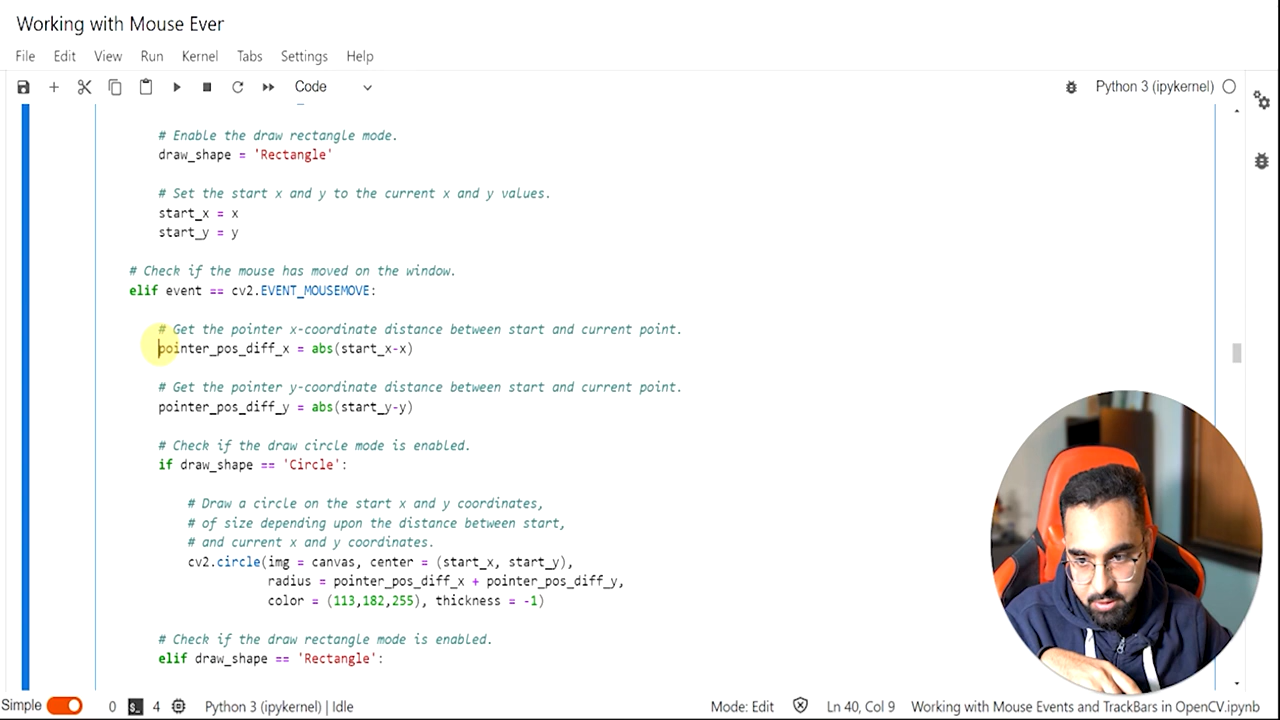 Working with Mouse Ever
File Edit View Run Kernel Tabs Settings Help
Code
Python 3 (ipykernel)
# Enable the draw rectangle mode.
draw_shape = 'Rectangle'
# Set the start x and y to the current x and y values.
start_x = x
start_y = y
# Check if the mouse has moved on the window.
elif event == cv2.EVENT_MOUSEMOVE:
# Get the pointer x-coordinate distance between start and current point.
pointer_pos_diff_x = abs(start_x-x)
# Get the pointer y-coordinate distance between start and current point.
pointer_pos_diff_y = abs(start_y-y)
# Check if the draw circle mode is enabled.
if draw_shape == 'Circle':
# Draw a circle on the start x and y coordinates,
# of size depending upon the distance between start,
# and current x and y coordinates.
cv2.circle(img = canvas, center = (start_x, start_y),
radius = pointer_pos_diff_x + pointer_pos_diff_y,
color = (113,182,255), thickness = -1)
# Check if the draw rectangle mode is enabled.
elif draw_shape == 'Rectangle':
Simple 0 $_ 4 Python 3 (ipykernel) | Idle Mode: Edit Ln 40, Col 9 Working with Mouse Events and TrackBars in OpenCV.ipynb